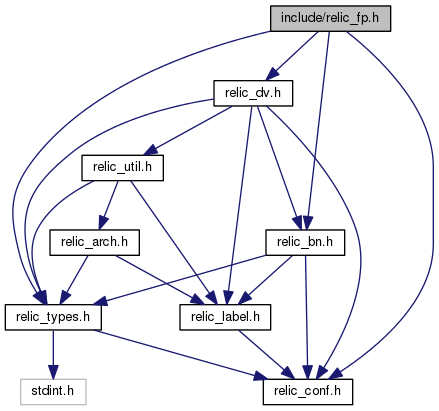 include/relic_fp.h
relic_dv.h
relic_util.h
relic_arch.h
relic_bn.h
relic_types.h
relic_label.h
stdint.h
relic_conf.h